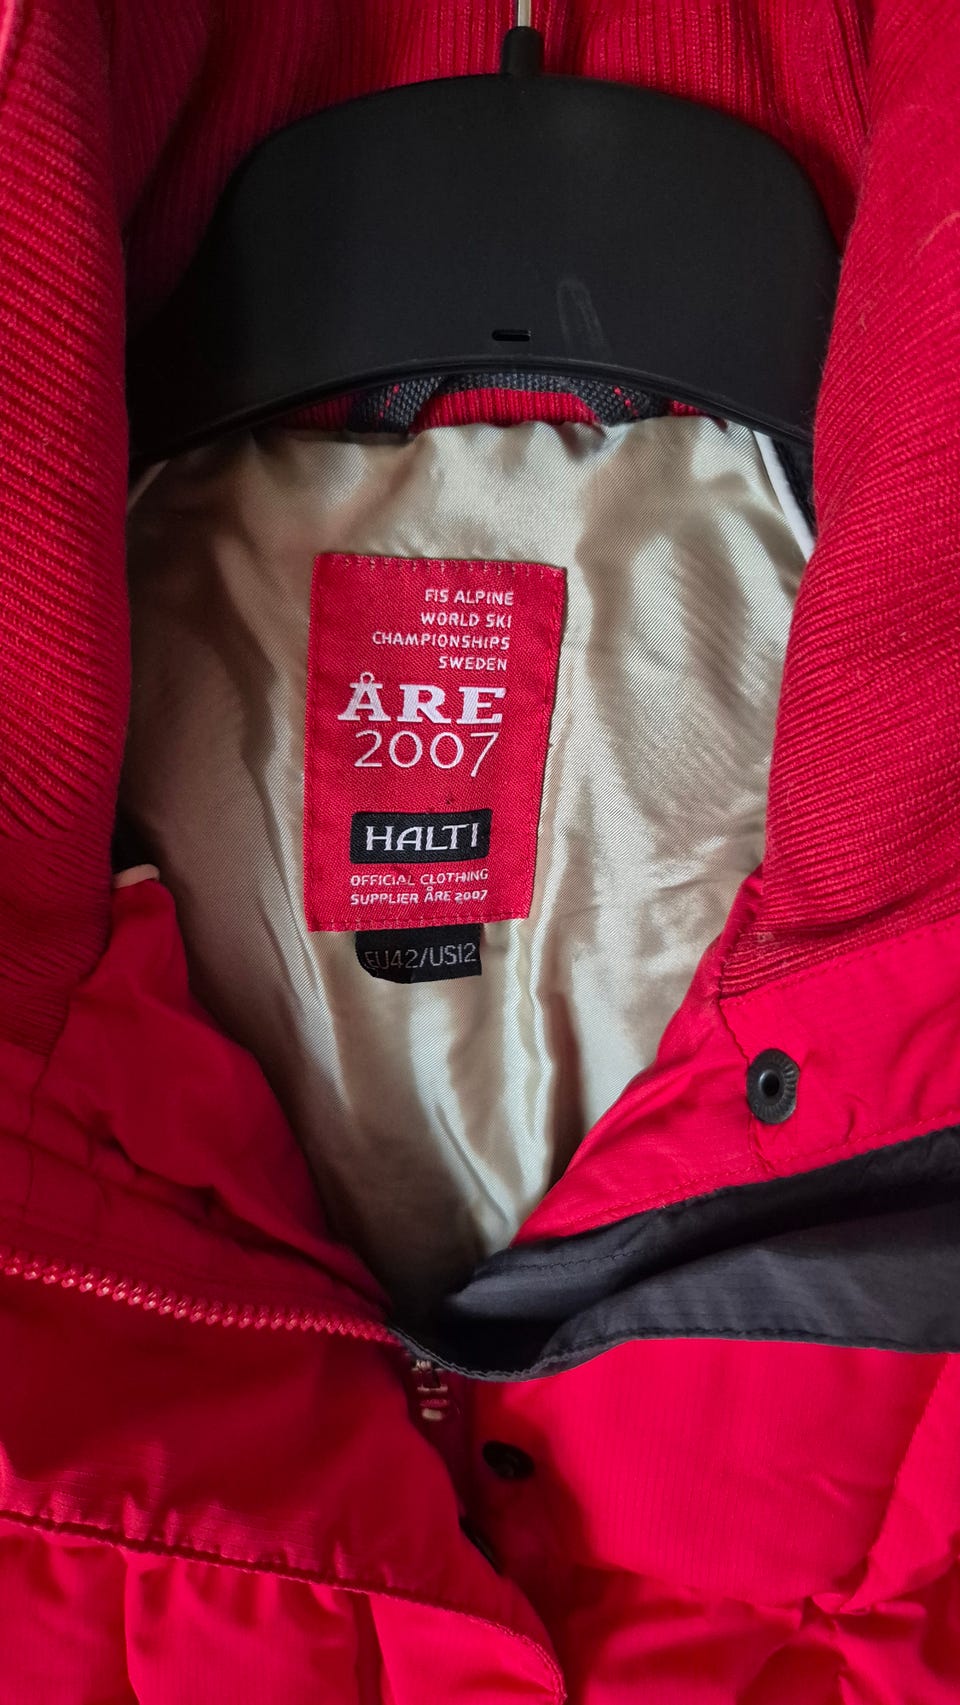 FIS ALPINE
WORLD SKI
CHAMPIONSHIPS
SWEDEN
ÅRE
2007
HALTI
OFFICIAL CLOTHING
SUPPLIER ÅRE 2007
EU42/US12